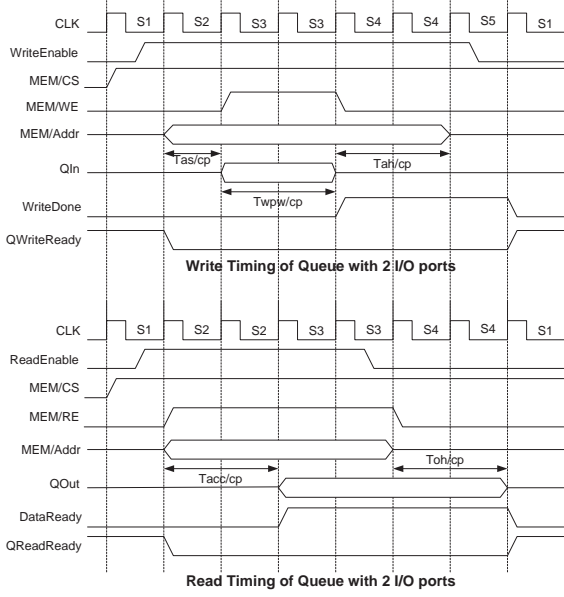 CLK S1 S2 S3 S3 S4 S4 S5 S1
WriteEnable
MEM/CS
MEM/WE
MEM/Addr
Tas/cp Tah/cp
QIn
Twpw/cp
WriteDone
QWriteReady
Write Timing of Queue with 2 I/O ports
CLK S1 S2 S2 S3 S3 S4 S4 S1
ReadEnable
MEM/CS
MEM/RE
MEM/Addr
Tacc/cp Toh/cp
QOut
DataReady
QReadReady
Read Timing of Queue with 2 I/O ports